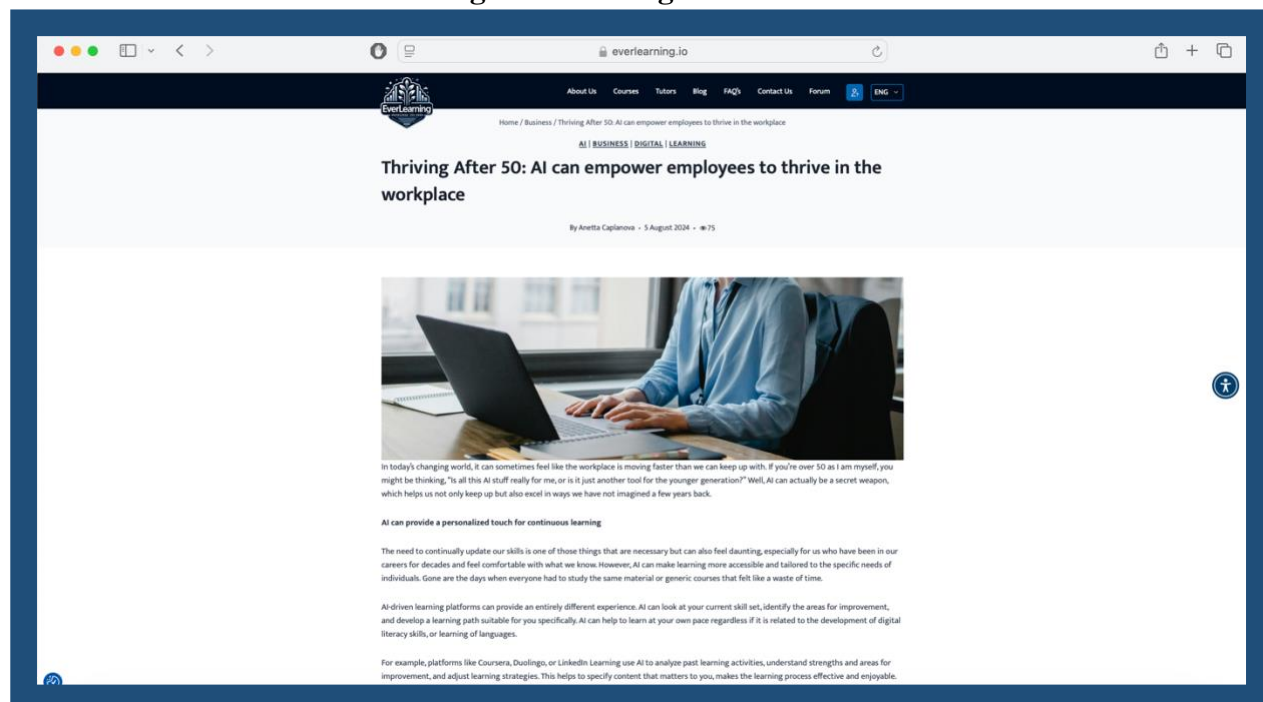 everlearning.io
EverLearning
About Us Courses Tutors Blog FAQ's Contact Us Forum ENG
Home / Business / Thriving After 50: AI can empower employees to thrive in the workplace
AI | BUSINESS | DIGITAL | LEARNING
Thriving After 50: AI can empower employees to thrive in the
workplace
By Anetta Caplanova - 5 August 2024 - 75
In today's changing world, it can sometimes feel like the workplace is moving faster than we can keep up with. If you're over 50 as I am myself, you
might be thinking, "Is all this AI stuff really for me, or is it just another tool for the younger generation?" Well, AI can actually be a secret weapon,
which helps us not only keep up but also excel in ways we have not imagined a few years back.
AI can provide a personalized touch for continuous learning
The need to continually update our skills is one of those things that are necessary but can also feel daunting, especially for us who have been in our
careers for decades and feel comfortable with what we know. However, AI can make learning more accessible and tailored to the specific needs of
individuals. Gone are the days when everyone had to study the same material or generic courses that felt like a waste of time.
AI-driven learning platforms can provide an entirely different experience. AI can look at your current skill set, identify the areas for improvement,
and develop a learning path suitable for you specifically. AI can help to learn at your own pace regardless if it is related to the development of digital
literacy skills, or learning of languages.
For example, platforms like Coursera, Duolingo, or LinkedIn Learning use AI to analyze past learning activities, understand strengths and areas for
improvement, and adjust learning strategies. This helps to specify content that matters to you, makes the learning process effective and enjoyable.